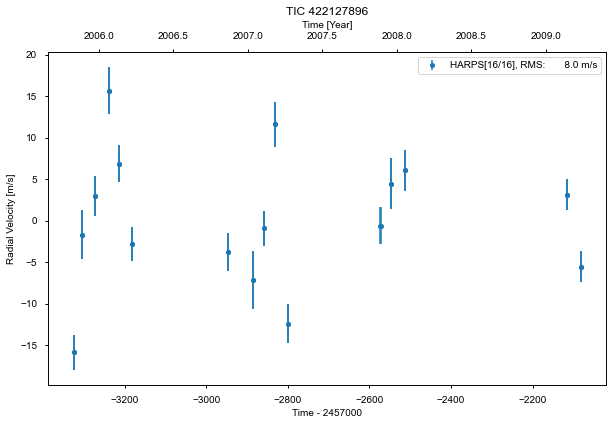 TIC 422127896
Time [Year]
2006.0 2006.5 2007.0 2007.5 2008.0 2008.5 2009.0
HARPS[16/16], RMS: 8.0 m/s
20
15
10
5
0
−5
−10
−15
Radial Velocity [m/s]
−3200 −3000 −2800 −2600 −2400 −2200
Time - 2457000